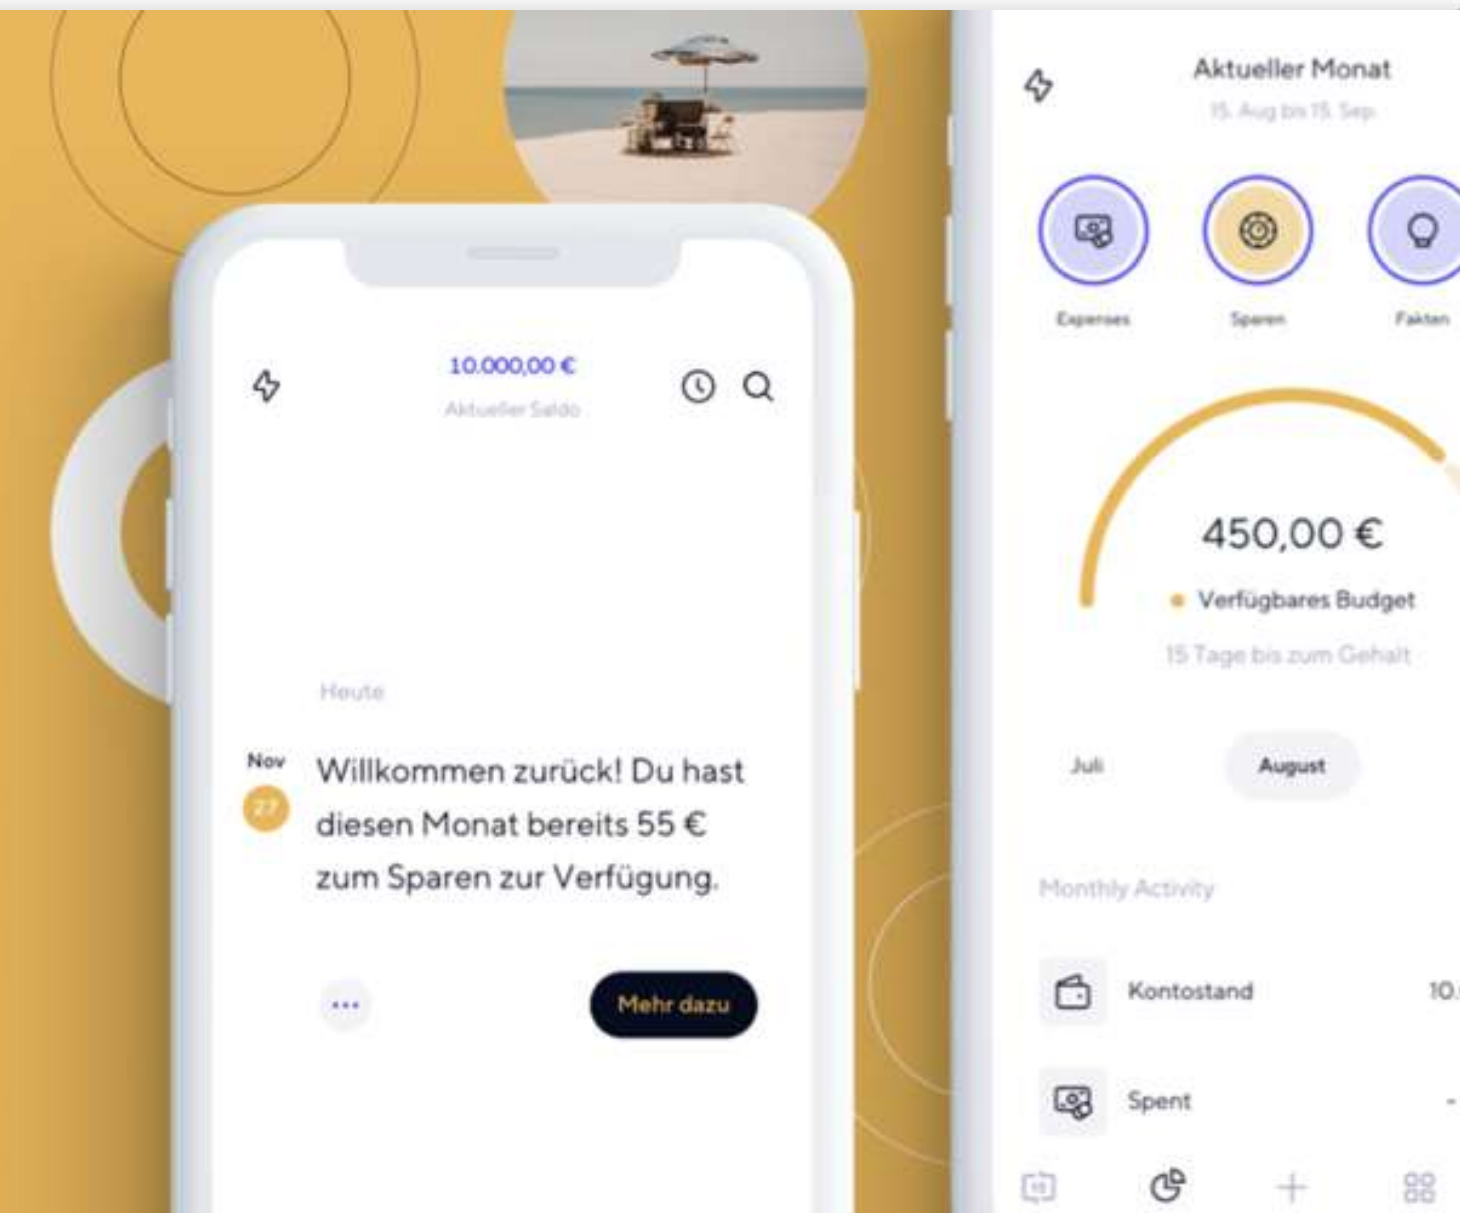 10.000,00 €
Aktueller Saldo
Heute
Nov
27
Willkommen zurück! Du hast
diesen Monat bereits 55 €
zum Sparen zur Verfügung.
Mehr dazu
Aktueller Monat
15. Aug bis 15. Sep
Expenses
Sparen
Fakten
450,00 €
Verfügbares Budget
15 Tage bis zum Gehalt
Juli
August
Monthly Activity
Kontostand
10.
Spent
-